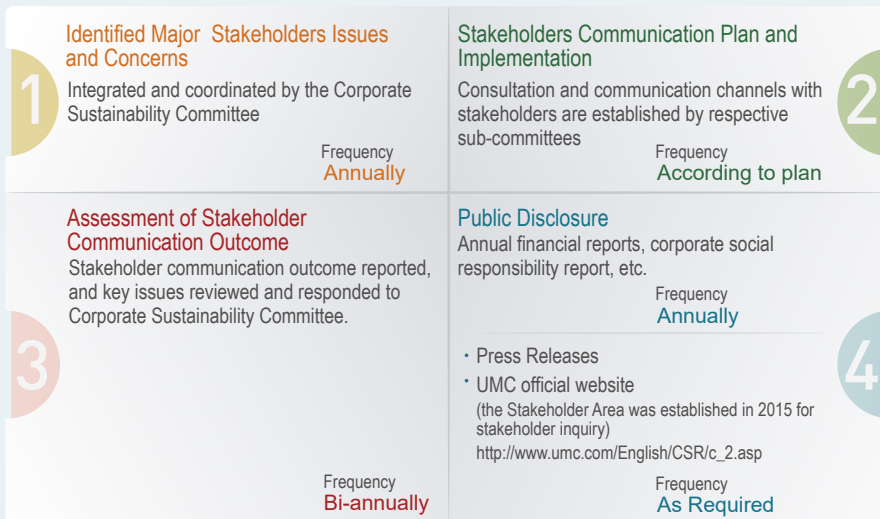 1
Identified Major Stakeholders Issues
and Concerns
Integrated and coordinated by the Corporate
Sustainability Committee
Frequency
Annually
2
Stakeholders Communication Plan and
Implementation
Consultation and communication channels with
stakeholders are established by respective
sub-committees
Frequency
According to plan
3
Assessment of Stakeholder
Communication Outcome
Stakeholder communication outcome reported,
and key issues reviewed and responded to
Corporate Sustainability Committee.
Frequency
Bi-annually
4
Public Disclosure
Annual financial reports, corporate social
responsibility report, etc.
Frequency
Annually
・Press Releases
・UMC official website
(the Stakeholder Area was established in 2015 for
stakeholder inquiry)
http://www.umc.com/English/CSR/c_2.asp
Frequency
As Required